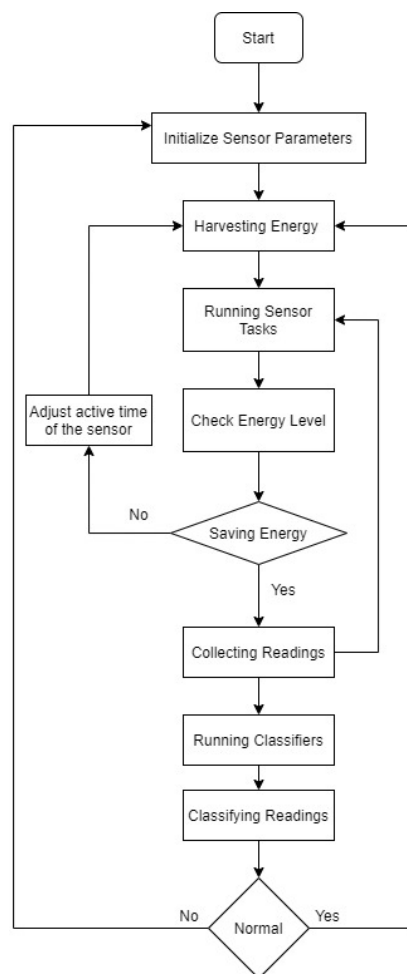 Start
Initialize Sensor Parameters
Harvesting Energy
Running Sensor
Tasks
Adjust active time
of the sensor
Check Energy Level
No
Saving Energy
Yes
Collecting Readings
Running Classifiers
Classifying Readings
No
Normal
Yes